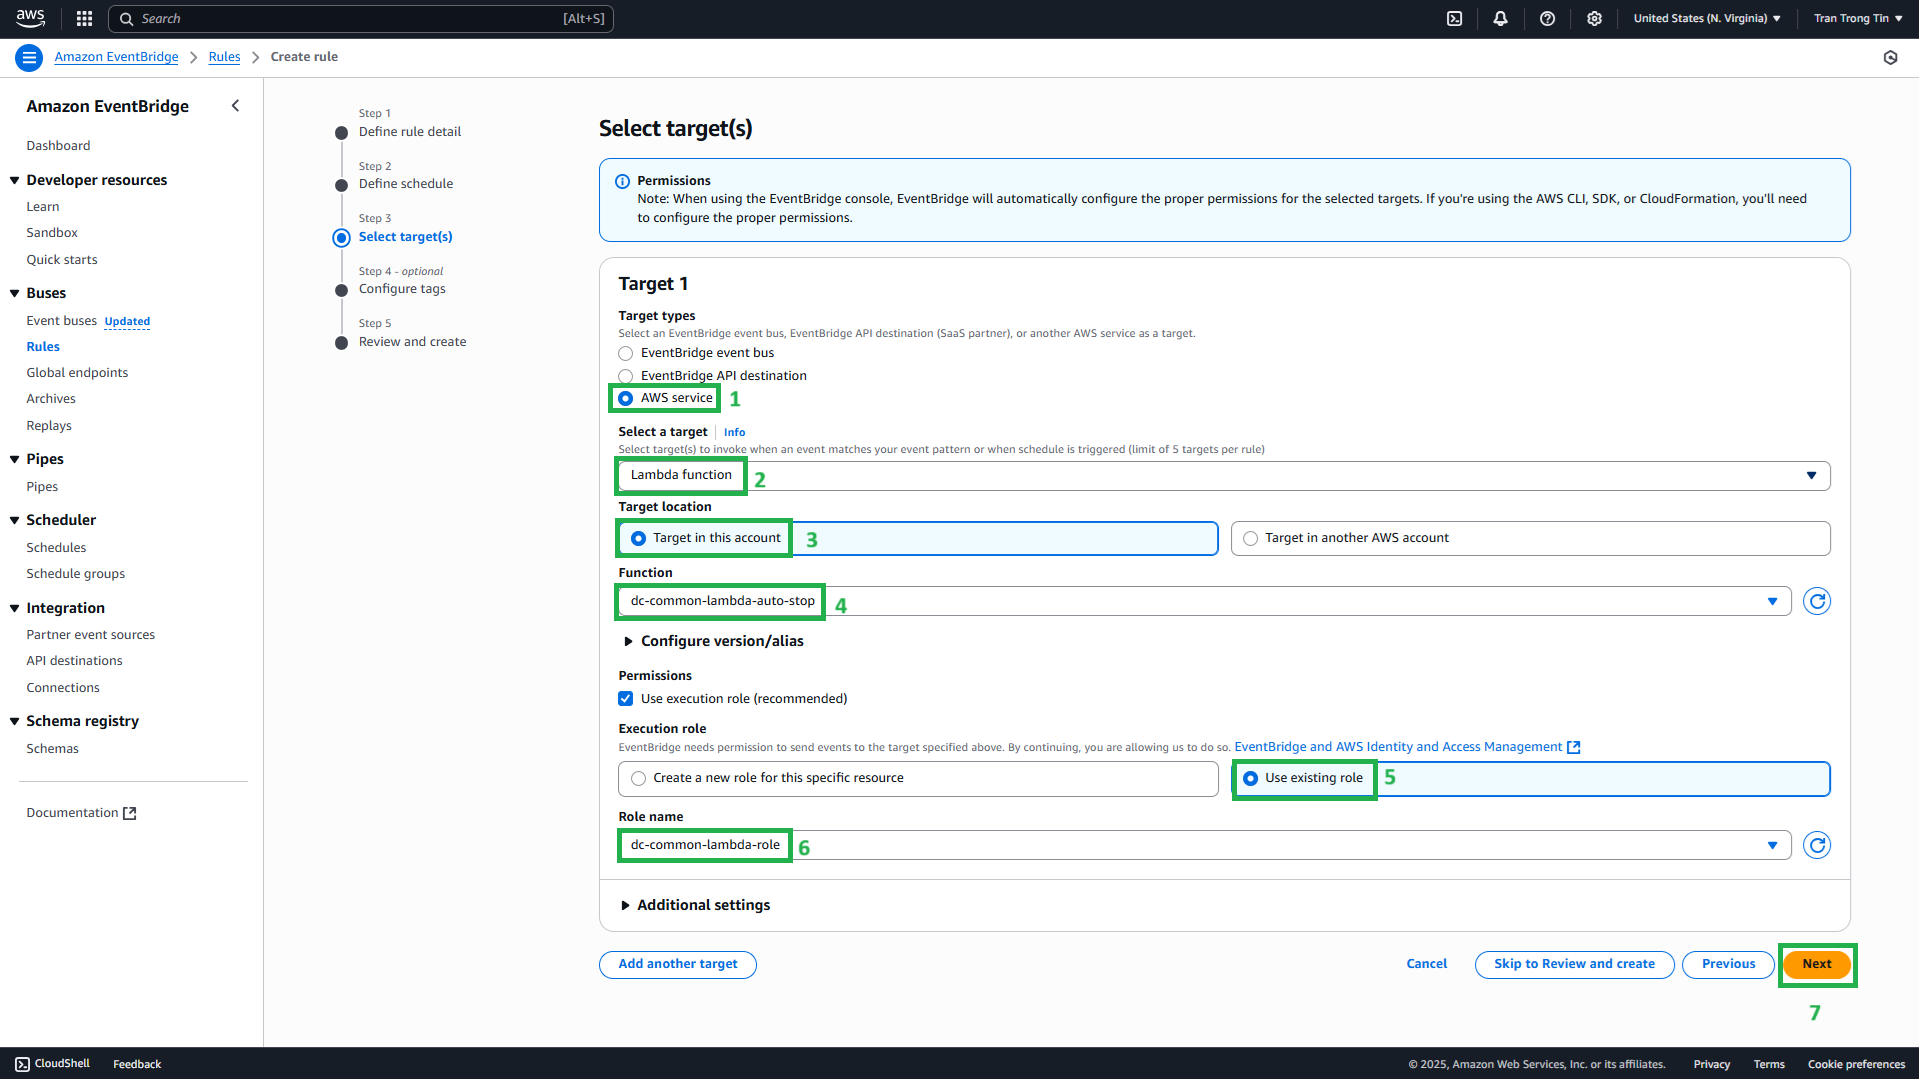 aws
Search
[Alt+S]
United States (N. Virginia)
Tran Trong Tin
Amazon EventBridge
Rules
Create rule
Amazon EventBridge
Dashboard
Developer resources
Learn
Sandbox
Quick starts
Buses
Event buses Updated
Rules
Global endpoints
Archives
Replays
Pipes
Pipes
Scheduler
Schedules
Schedule groups
Integration
Partner event sources
API destinations
Connections
Schema registry
Schemas
Documentation
Step 1
Define rule detail
Step 2
Define schedule
Step 3
Select target(s)
Step 4 - optional
Configure tags
Step 5
Review and create
Select target(s)
Permissions
Note: When using the EventBridge console, EventBridge will automatically configure the proper permissions for the selected targets. If you're using the AWS CLI, SDK, or CloudFormation, you'll need
to configure the proper permissions.
Target 1
Target types
Select an EventBridge event bus, EventBridge API destination (SaaS partner), or another AWS service as a target.
EventBridge event bus
EventBridge API destination
AWS service 1
Select a target Info
Select target(s) to invoke when an event matches your event pattern or when schedule is triggered (limit of 5 targets per rule)
Lambda function 2
Target location
Target in this account 3
Target in another AWS account
Function
dc-common-lambda-auto-stop 4
Configure version/alias
Permissions
Use execution role (recommended)
Execution role
EventBridge needs permission to send events to the target specified above. By continuing, you are allowing us to do so. EventBridge and AWS Identity and Access Management
Create a new role for this specific resource
Use existing role 5
Role name
dc-common-lambda-role 6
Additional settings
Add another target
Cancel
Skip to Review and create
Previous
Next
7
CloudShell
Feedback
© 2025, Amazon Web Services, Inc. or its affiliates.
Privacy
Terms
Cookie preferences